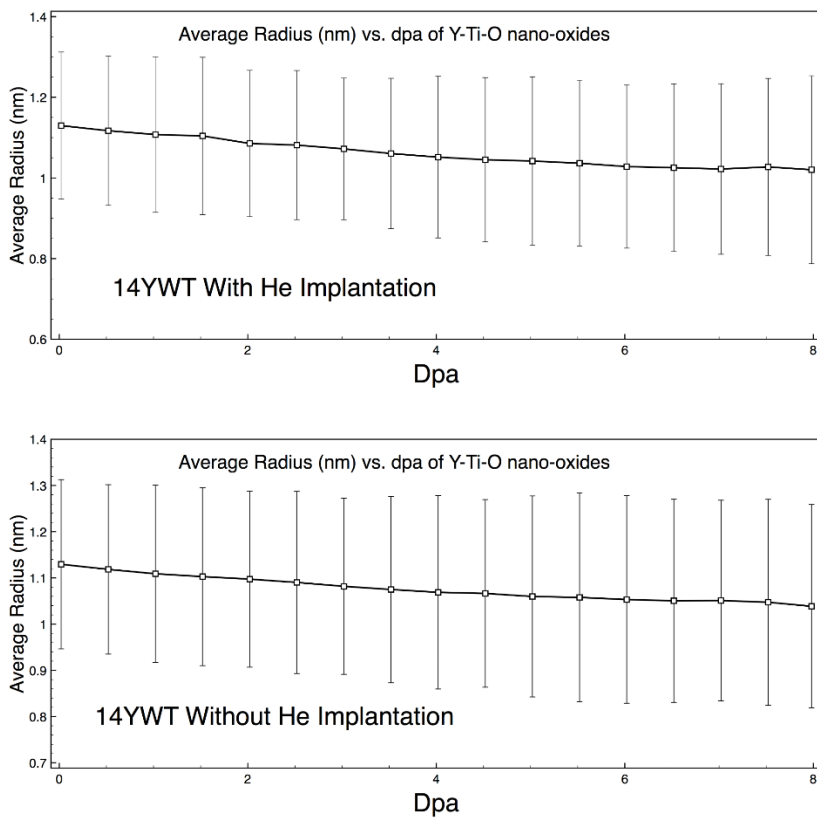 Average Radius (nm) vs. dpa of Y-Ti-O nano-oxides
1.4
1.2
1
0.8
0.6
Average Radius (nm)
14YWT With He Implantation
0 2 4 6 8
Dpa
Average Radius (nm) vs. dpa of Y-Ti-O nano-oxides
1.4
1.3
1.2
1.1
1
0.9
0.8
0.7
Average Radius (nm)
14YWT Without He Implantation
0 2 4 6 8
Dpa